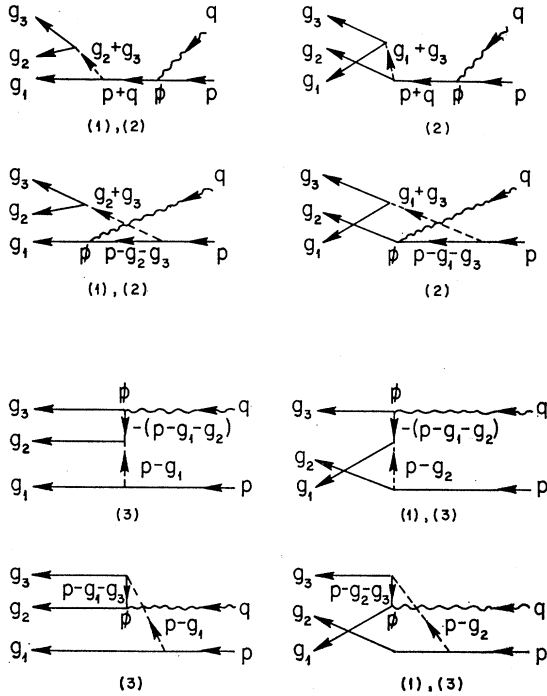 g₃ q g₃ q
g₂ g₂+g₃ g₂ g₁+g₃
g₁ p+q p̸ p g₁ p+q p̸ p
(1),(2) (2)
g₃ g₂+g₃ q g₃ g₁+g₃ q
g₂ g₂
g₁ p̸ p-g₂-g₃ p g₁ p̸ p-g₁-g₃ p
(1),(2) (2)
p̸ p̸
g₃ q g₃ q
g₂ -(p-g₁-g₂) -(p-g₁-g₂)
p-g₁ g₂ p-g₂
g₁ p g₁ p
(3) (1),(3)
g₃ g₃
p-g₁-g₃ p-g₂-g₃
g₂ p̸ q g₂ p̸ q
p-g₁ p-g₂
g₁ p g₁ p
(3) (1),(3)